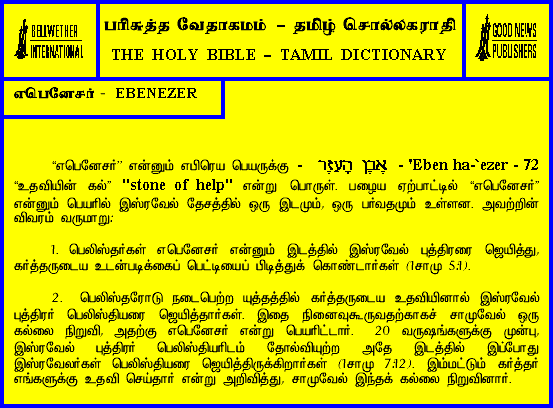 BELLWETHER
INTERNATIONAL
பரிசுத்த வேதாகமம் – தமிழ் சொல்லகராதி
THE HOLY BIBLE – TAMIL DICTIONARY
GOOD NEWS
PUBLISHERS
எபெனேசர் - EBENEZER
“எபெனேசர்” என்னும் எபிரெய பெயருக்கு - אֶבֶן הָעֵזֶר - 'Eben ha-`ezer - 72
“உதவியின் கல்” "stone of help" என்று பொருள். பழைய ஏற்பாட்டில் “எபெனேசர்”
என்னும் பெயரில் இஸ்ரவேல் தேசத்தில் ஒரு இடமும், ஒரு பர்வதமும் உள்ளன. அவற்றின்
விவரம் வருமாறு:
1. பெலிஸ்தர்கள் எபெனேசர் என்னும் இடத்தில் இஸ்ரவேல் புத்திரரை ஜெயித்து,
கர்த்தருடைய உடன்படிக்கைப் பெட்டியைப் பிடித்துக் கொண்டார்கள் (1சாமு 5:1).
2. பெலிஸ்தரோடு நடைபெற்ற யுத்தத்தில் கர்த்தருடைய உதவியினால் இஸ்ரவேல்
புத்திரர் பெலிஸ்தியரை ஜெயித்தார்கள். இதை நினைவுகூருவதற்காகச் சாமுவேல் ஒரு
கல்லை நிறுவி, அதற்கு எபெனேசர் என்று பெயரிட்டார். 20 வருஷங்களுக்கு முன்பு,
இஸ்ரவேல் புத்திரர் பெலிஸ்தியரிடம் தோல்வியுற்ற அதே இடத்தில் இப்போது
இஸ்ரவேலர்கள் பெலிஸ்தியரை ஜெயித்திருக்கிறார்கள் (1சாமு 7:12). இம்மட்டும் கர்த்தர்
எங்களுக்கு உதவி செய்தார் என்று அறிவித்து, சாமுவேல் இந்தக் கல்லை நிறுவினார்.